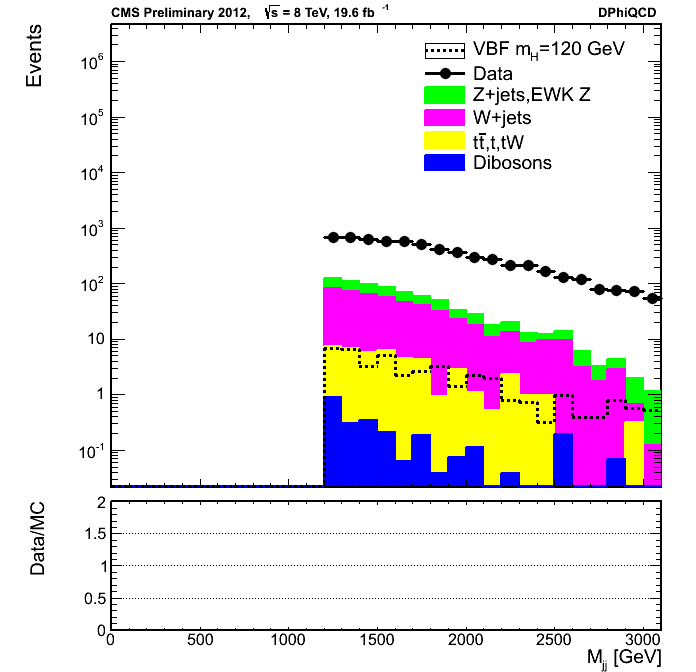 CMS Preliminary 2012, √s = 8 TeV, 19.6 fb⁻¹ DPhiQCD
Events
10⁶
10⁵
10⁴
10³
10²
10
1
10⁻¹
VBF m_H=120 GeV
Data
Z+jets,EWK Z
W+jets
tt̄,t,tW
Dibosons
Data/MC
2
1.5
1
0.5
0
0 500 1000 1500 2000 2500 3000
M_jj [GeV]